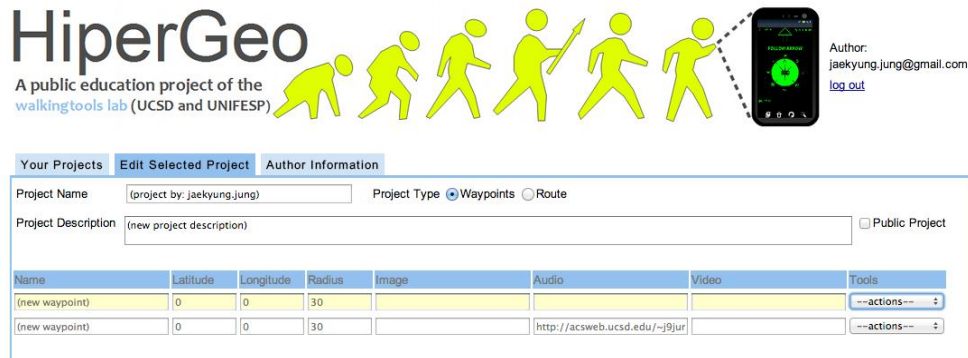 HiperGeo
A public education project of the
walkingtools lab (UCSD and UNIFESP)
FOLLOW ARROW
Author:
jaekyung.jung@gmail.com
log out
Your Projects Edit Selected Project Author Information
Project Name (project by: jaekyung.jung) Project Type Waypoints Route
Project Description (new project description) Public Project
Name Latitude Longitude Radius Image Audio Video Tools
(new waypoint) 0 0 30 --actions--
(new waypoint) 0 0 30 http://acsweb.ucsd.edu/~j9jur --actions--